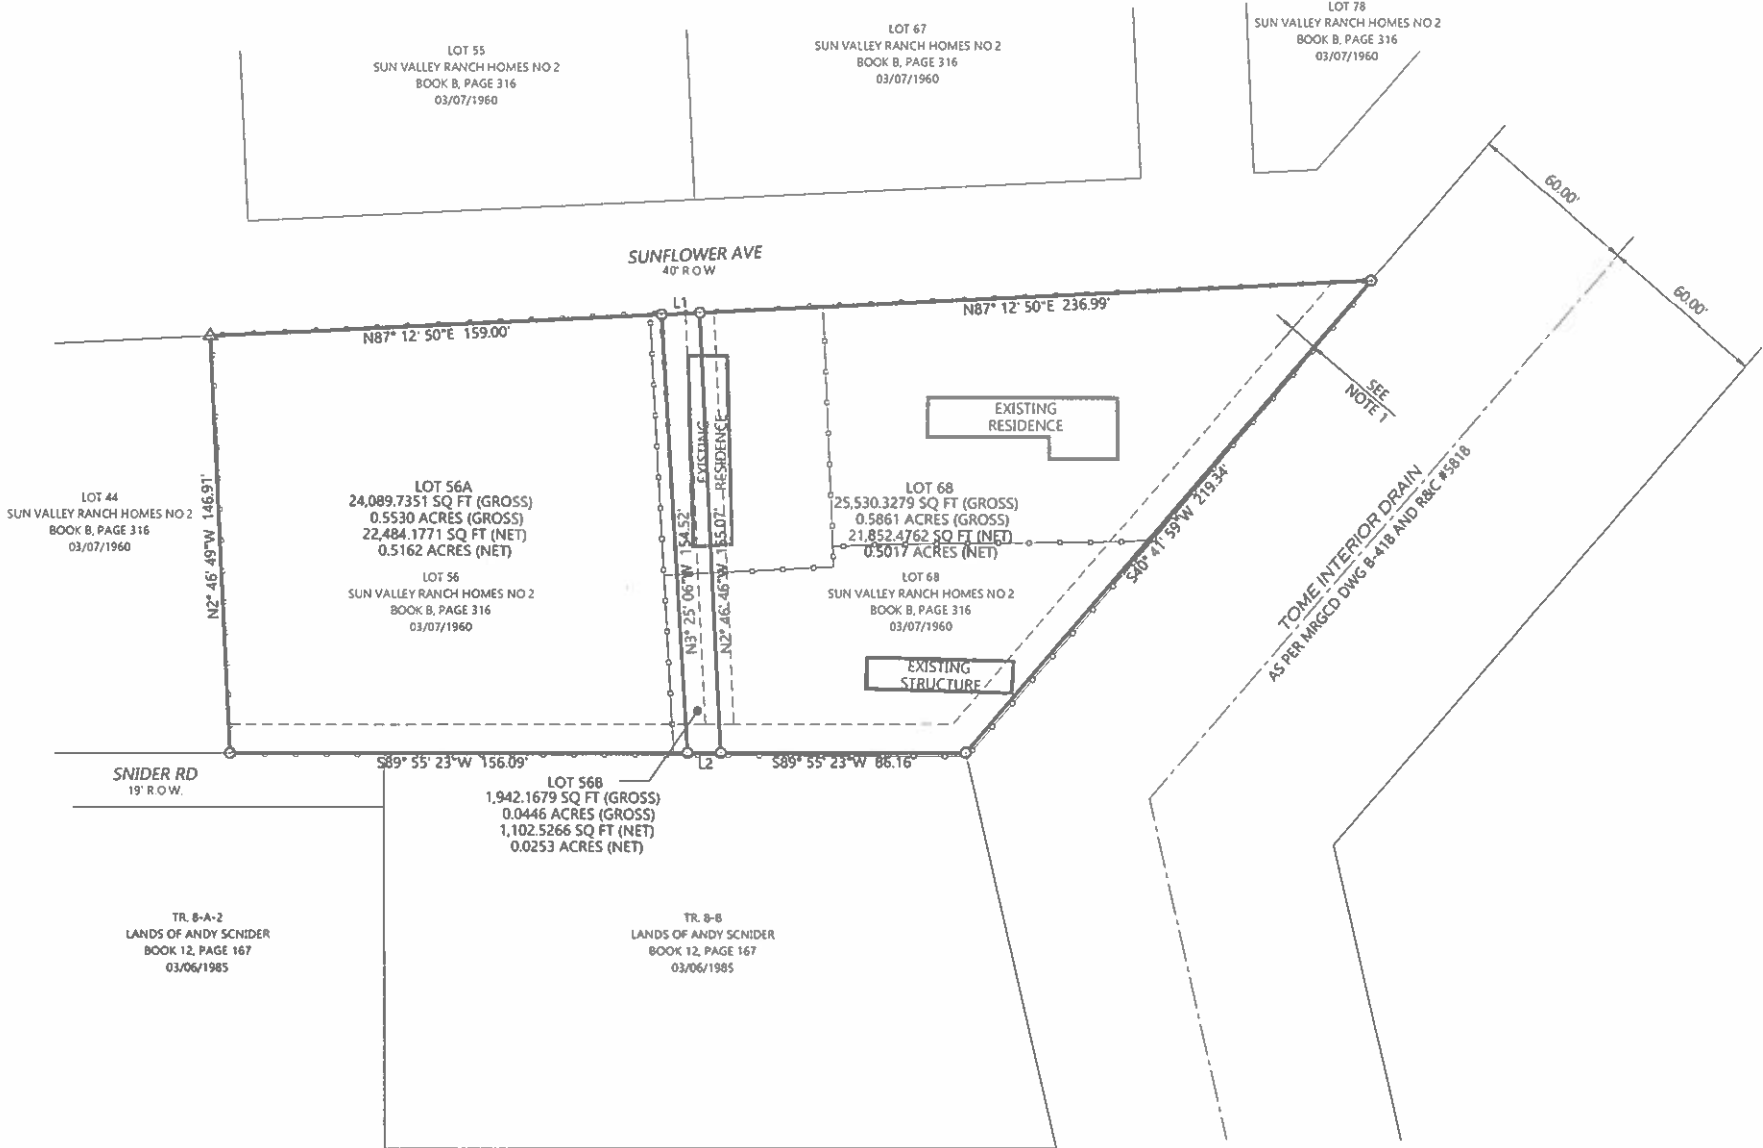 LOT 55
SUN VALLEY RANCH HOMES NO 2
BOOK B, PAGE 316
03/07/1960
LOT 67
SUN VALLEY RANCH HOMES NO 2
BOOK B, PAGE 316
03/07/1960
LOT 78
SUN VALLEY RANCH HOMES NO 2
BOOK B, PAGE 316
03/07/1960
60.00'
60.00'
SUNFLOWER AVE
40' R O W
L1
N87° 12' 50"E 159.00'
N87° 12' 50"E 236.99'
SEE
NOTE 1
EXISTING
RESIDENCE
EXISTING
RESIDENCE
LOT 44
SUN VALLEY RANCH HOMES NO 2
BOOK B, PAGE 316
03/07/1960
N2° 46' 49"W 146.91'
LOT 56A
24,089.7351 SQ FT (GROSS)
0.5530 ACRES (GROSS)
22,484.1771 SQ FT (NET)
0.5162 ACRES (NET)
LOT 56
SUN VALLEY RANCH HOMES NO 2
BOOK B, PAGE 316
03/07/1960
N3° 25' 06"W 154.52'
N2° 46' 46"W 155.07'
LOT 68
25,530.3279 SQ FT (GROSS)
0.5861 ACRES (GROSS)
21,852.4762 SQ FT (NET)
0.5017 ACRES (NET)
LOT 68
SUN VALLEY RANCH HOMES NO 2
BOOK B, PAGE 316
03/07/1960
S40° 41' 59"W 219.34'
TOME INTERIOR DRAIN
AS PER MRGCD DWG B-418 AND R&C #5818
EXISTING
STRUCTURE
SNIDER RD
19' R.O.W.
S89° 55' 23"W 156.09'
L2
S89° 55' 23"W 86.16'
LOT 56B
1,942.1679 SQ FT (GROSS)
0.0446 ACRES (GROSS)
1,102.5266 SQ FT (NET)
0.0253 ACRES (NET)
TR. 8-A-2
LANDS OF ANDY SCNIDER
BOOK 12, PAGE 167
03/06/1985
TR. 8-B
LANDS OF ANDY SCNIDER
BOOK 12, PAGE 167
03/06/1985